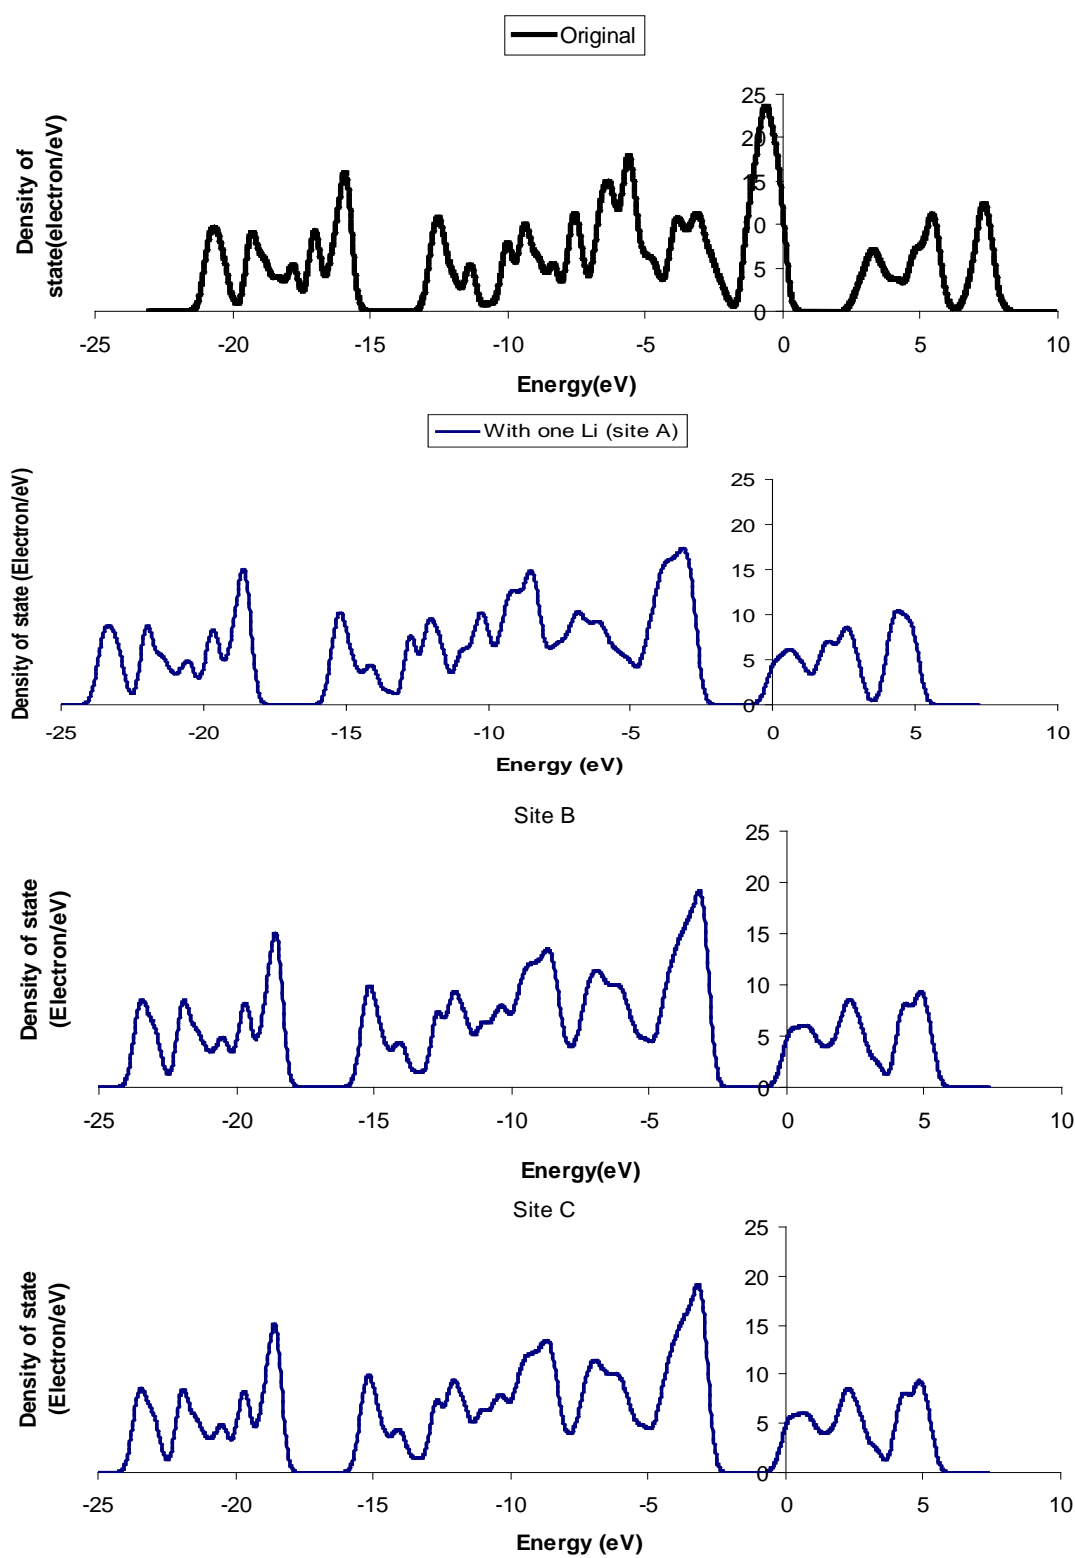 Original
Density of
state(electron/eV)
25
20
15
10
5
0
-25 -20 -15 -10 -5 0 5 10
Energy(eV)
With one Li (site A)
Density of state (Electron/eV)
25
20
15
10
5
0
-25 -20 -15 -10 -5 0 5 10
Energy (eV)
Site B
Density of state
(Electron/eV)
25
20
15
10
5
0
-25 -20 -15 -10 -5 0 5 10
Energy(eV)
Site C
Density of state
(Electron/eV)
25
20
15
10
5
0
-25 -20 -15 -10 -5 0 5 10
Energy (eV)